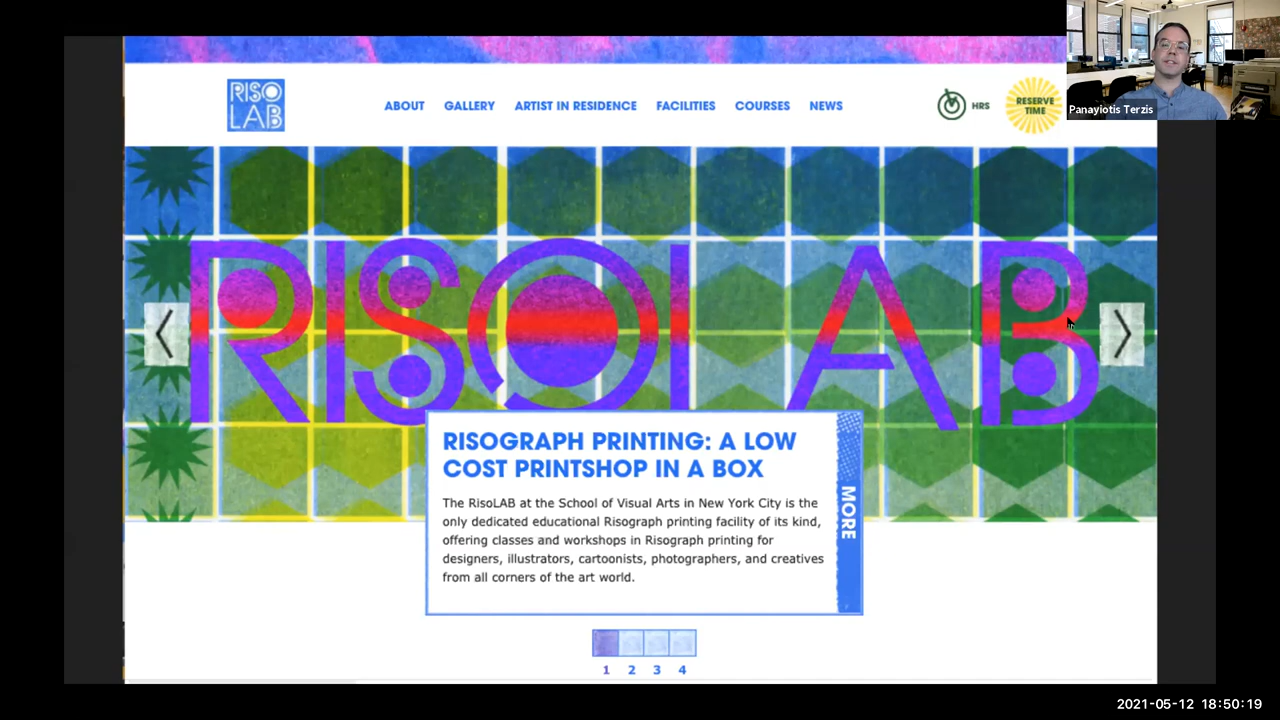 RISO
LAB
ABOUT GALLERY ARTIST IN RESIDENCE FACILITIES COURSES NEWS
HRS
RESERVE
TIME
Panayiotis Terzis
RISOLAB
RISOGRAPH PRINTING: A LOW
COST PRINTSHOP IN A BOX
The RisoLAB at the School of Visual Arts in New York City is the
only dedicated educational Risograph printing facility of its kind,
offering classes and workshops in Risograph printing for
designers, illustrators, cartoonists, photographers, and creatives
from all corners of the art world.
MORE
1 2 3 4
2021-05-12 18:50:19